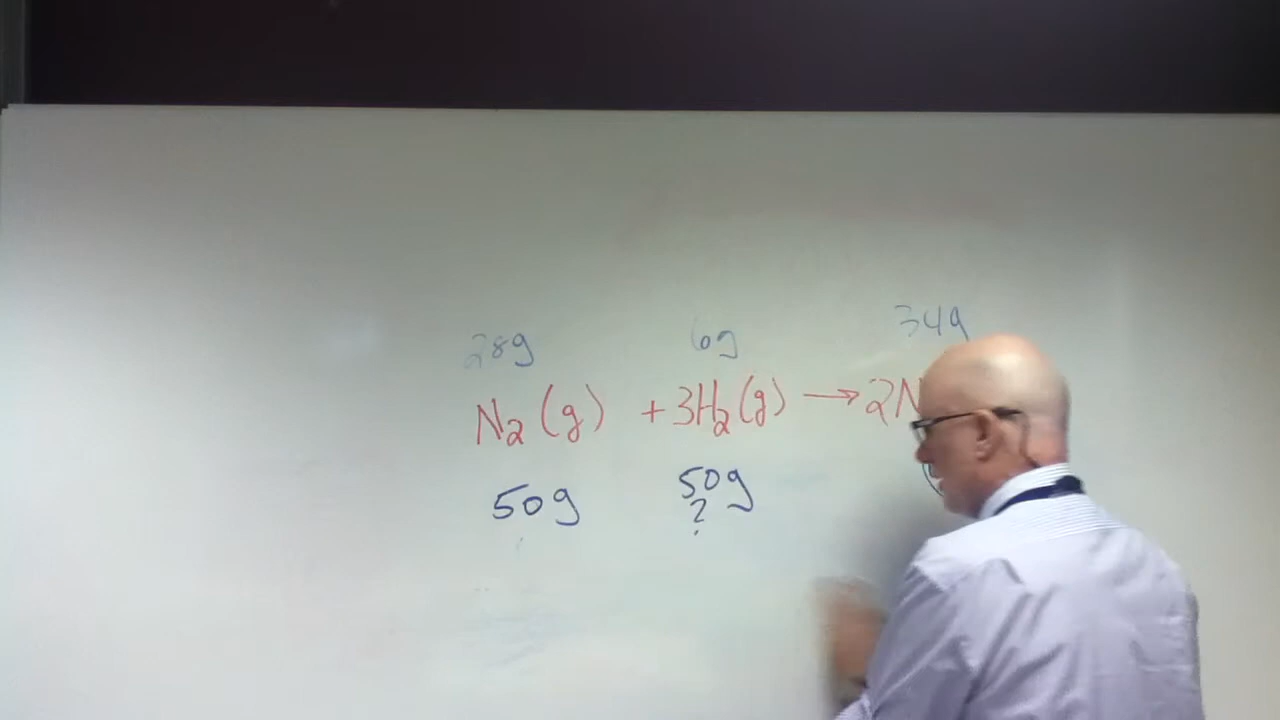 28g 6g 34g
N₂ (g) + 3H₂ (g) → 2N
50g 50g
?